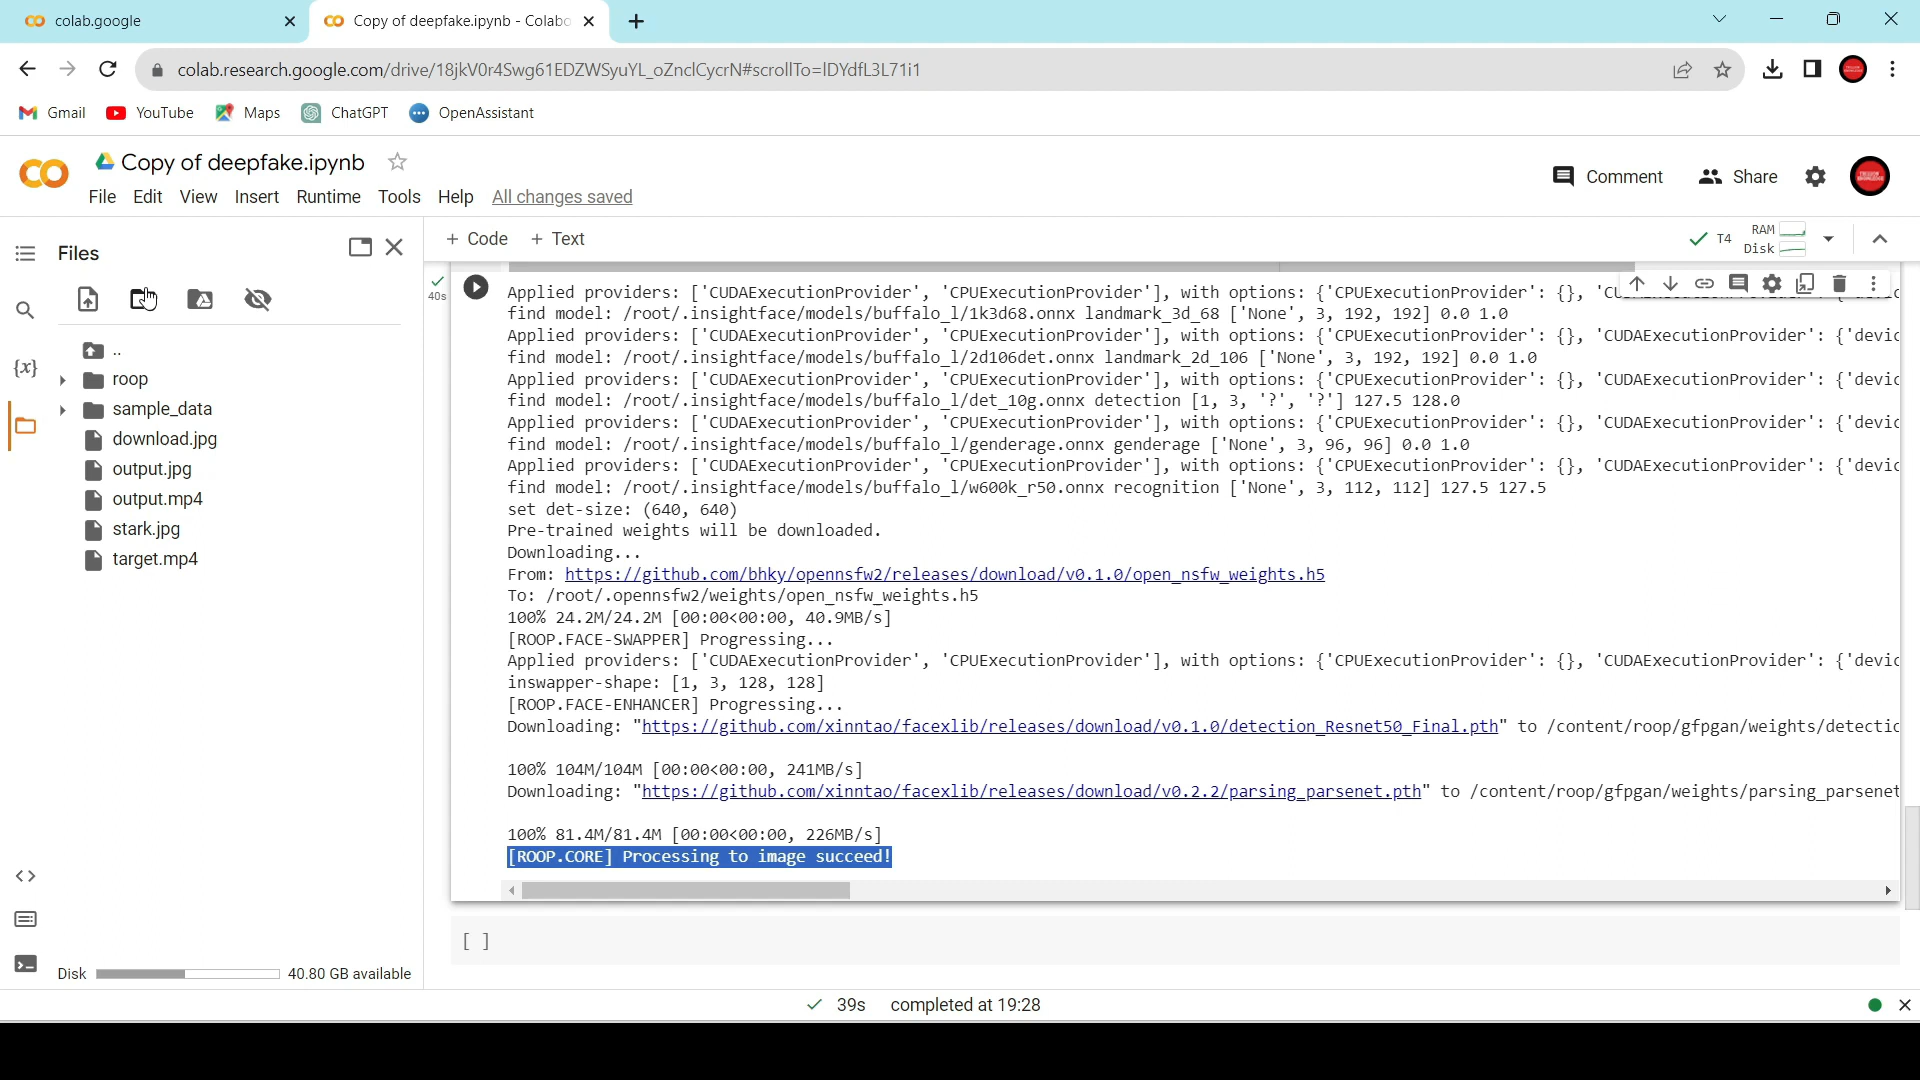 colab.google
Copy of deepfake.ipynb - Colabo
colab.research.google.com/drive/18jkV0r4Swg61EDZWSyuYL_oZnclCycrN#scrollTo=IDYdfL3L71i1
Gmail YouTube Maps ChatGPT OpenAssistant
Copy of deepfake.ipynb
Comment Share
File Edit View Insert Runtime Tools Help All changes saved
Files
+ Code + Text
T4 RAM
Disk
40s
Applied providers: ['CUDAExecutionProvider', 'CPUExecutionProvider'], with options: {'CPUExecutionProvider': {},
find model: /root/.insightface/models/buffalo_l/1k3d68.onnx landmark_3d_68 ['None', 3, 192, 192] 0.0 1.0
Applied providers: ['CUDAExecutionProvider', 'CPUExecutionProvider'], with options: {'CPUExecutionProvider': {}, 'CUDAExecutionProvider': {'devic
find model: /root/.insightface/models/buffalo_l/2d106det.onnx landmark_2d_106 ['None', 3, 192, 192] 0.0 1.0
Applied providers: ['CUDAExecutionProvider', 'CPUExecutionProvider'], with options: {'CPUExecutionProvider': {}, 'CUDAExecutionProvider': {'devic
find model: /root/.insightface/models/buffalo_l/det_10g.onnx detection [1, 3, '?', '?'] 127.5 128.0
Applied providers: ['CUDAExecutionProvider', 'CPUExecutionProvider'], with options: {'CPUExecutionProvider': {}, 'CUDAExecutionProvider': {'devic
find model: /root/.insightface/models/buffalo_l/genderage.onnx genderage ['None', 3, 96, 96] 0.0 1.0
Applied providers: ['CUDAExecutionProvider', 'CPUExecutionProvider'], with options: {'CPUExecutionProvider': {}, 'CUDAExecutionProvider': {'devic
find model: /root/.insightface/models/buffalo_l/w600k_r50.onnx recognition ['None', 3, 112, 112] 127.5 127.5
set det-size: (640, 640)
Pre-trained weights will be downloaded.
Downloading...
From: https://github.com/bhky/opennsfw2/releases/download/v0.1.0/open_nsfw_weights.h5
To: /root/.opennsfw2/weights/open_nsfw_weights.h5
100% 24.2M/24.2M [00:00<00:00, 40.9MB/s]
[ROOP.FACE-SWAPPER] Progressing...
Applied providers: ['CUDAExecutionProvider', 'CPUExecutionProvider'], with options: {'CPUExecutionProvider': {}, 'CUDAExecutionProvider': {'devic
inswapper-shape: [1, 3, 128, 128]
[ROOP.FACE-ENHANCER] Progressing...
Downloading: "https://github.com/xinntao/facexlib/releases/download/v0.1.0/detection_Resnet50_Final.pth" to /content/roop/gfpgan/weights/detectic
100% 104M/104M [00:00<00:00, 241MB/s]
Downloading: "https://github.com/xinntao/facexlib/releases/download/v0.2.2/parsing_parsenet.pth" to /content/roop/gfpgan/weights/parsing_parsenet
100% 81.4M/81.4M [00:00<00:00, 226MB/s]
[ROOP.CORE] Processing to image succeed!
[ ]
{x}
..
roop
sample_data
download.jpg
output.jpg
output.mp4
stark.jpg
target.mp4
Disk 40.80 GB available
39s completed at 19:28